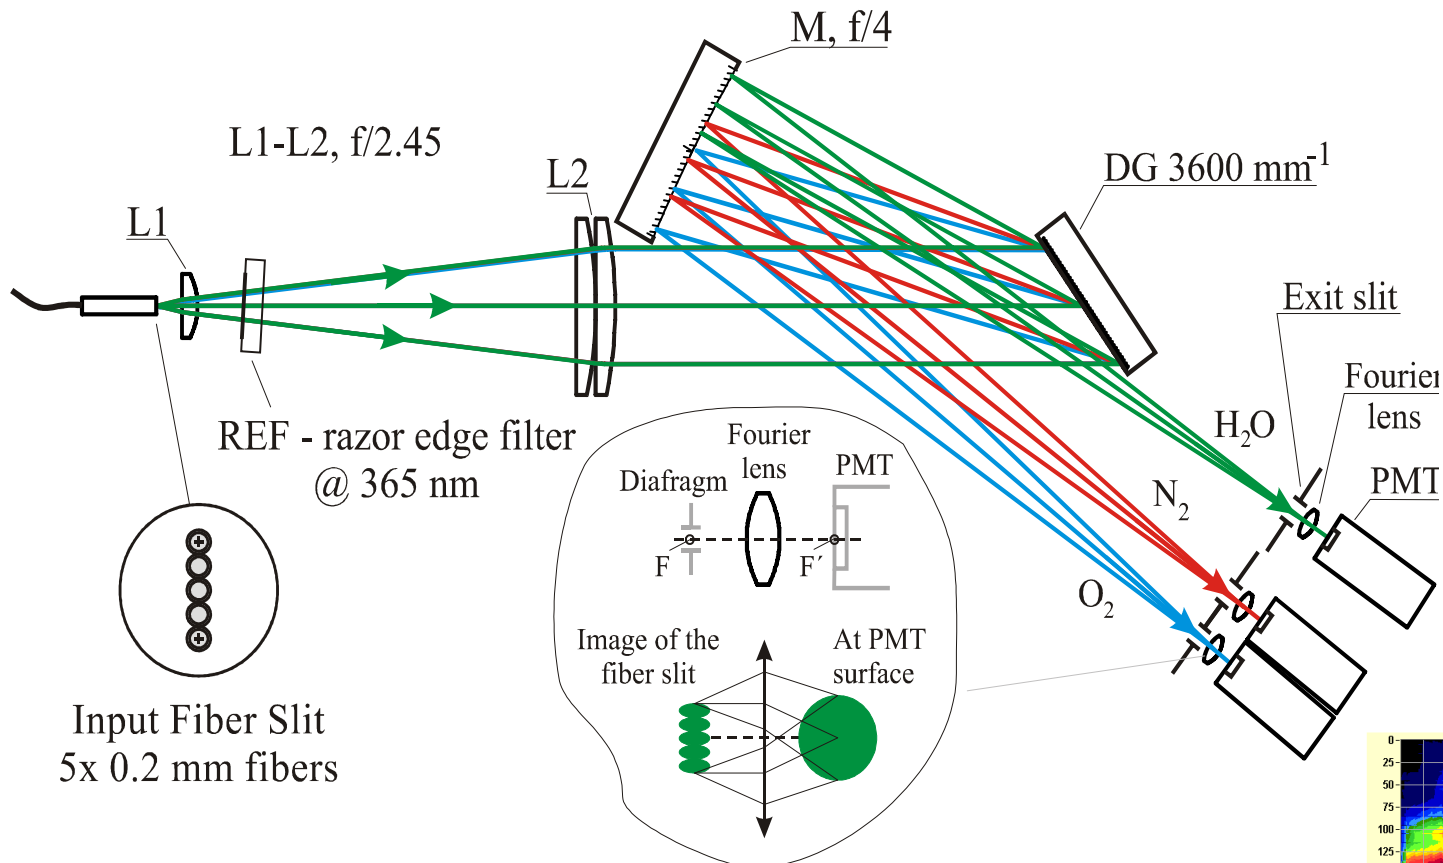 M, f/4
L1-L2, f/2.45
L2
DG 3600 mm⁻¹
L1
Exit slit
Fourier
lens
H₂O
REF - razor edge filter
@ 365 nm
Fourier
lens
PMT
Diafragm
PMT
N₂
F
F´
O₂
Image of the
fiber slit
At PMT
surface
Input Fiber Slit
5x 0.2 mm fibers
0
25
50
75
100
125